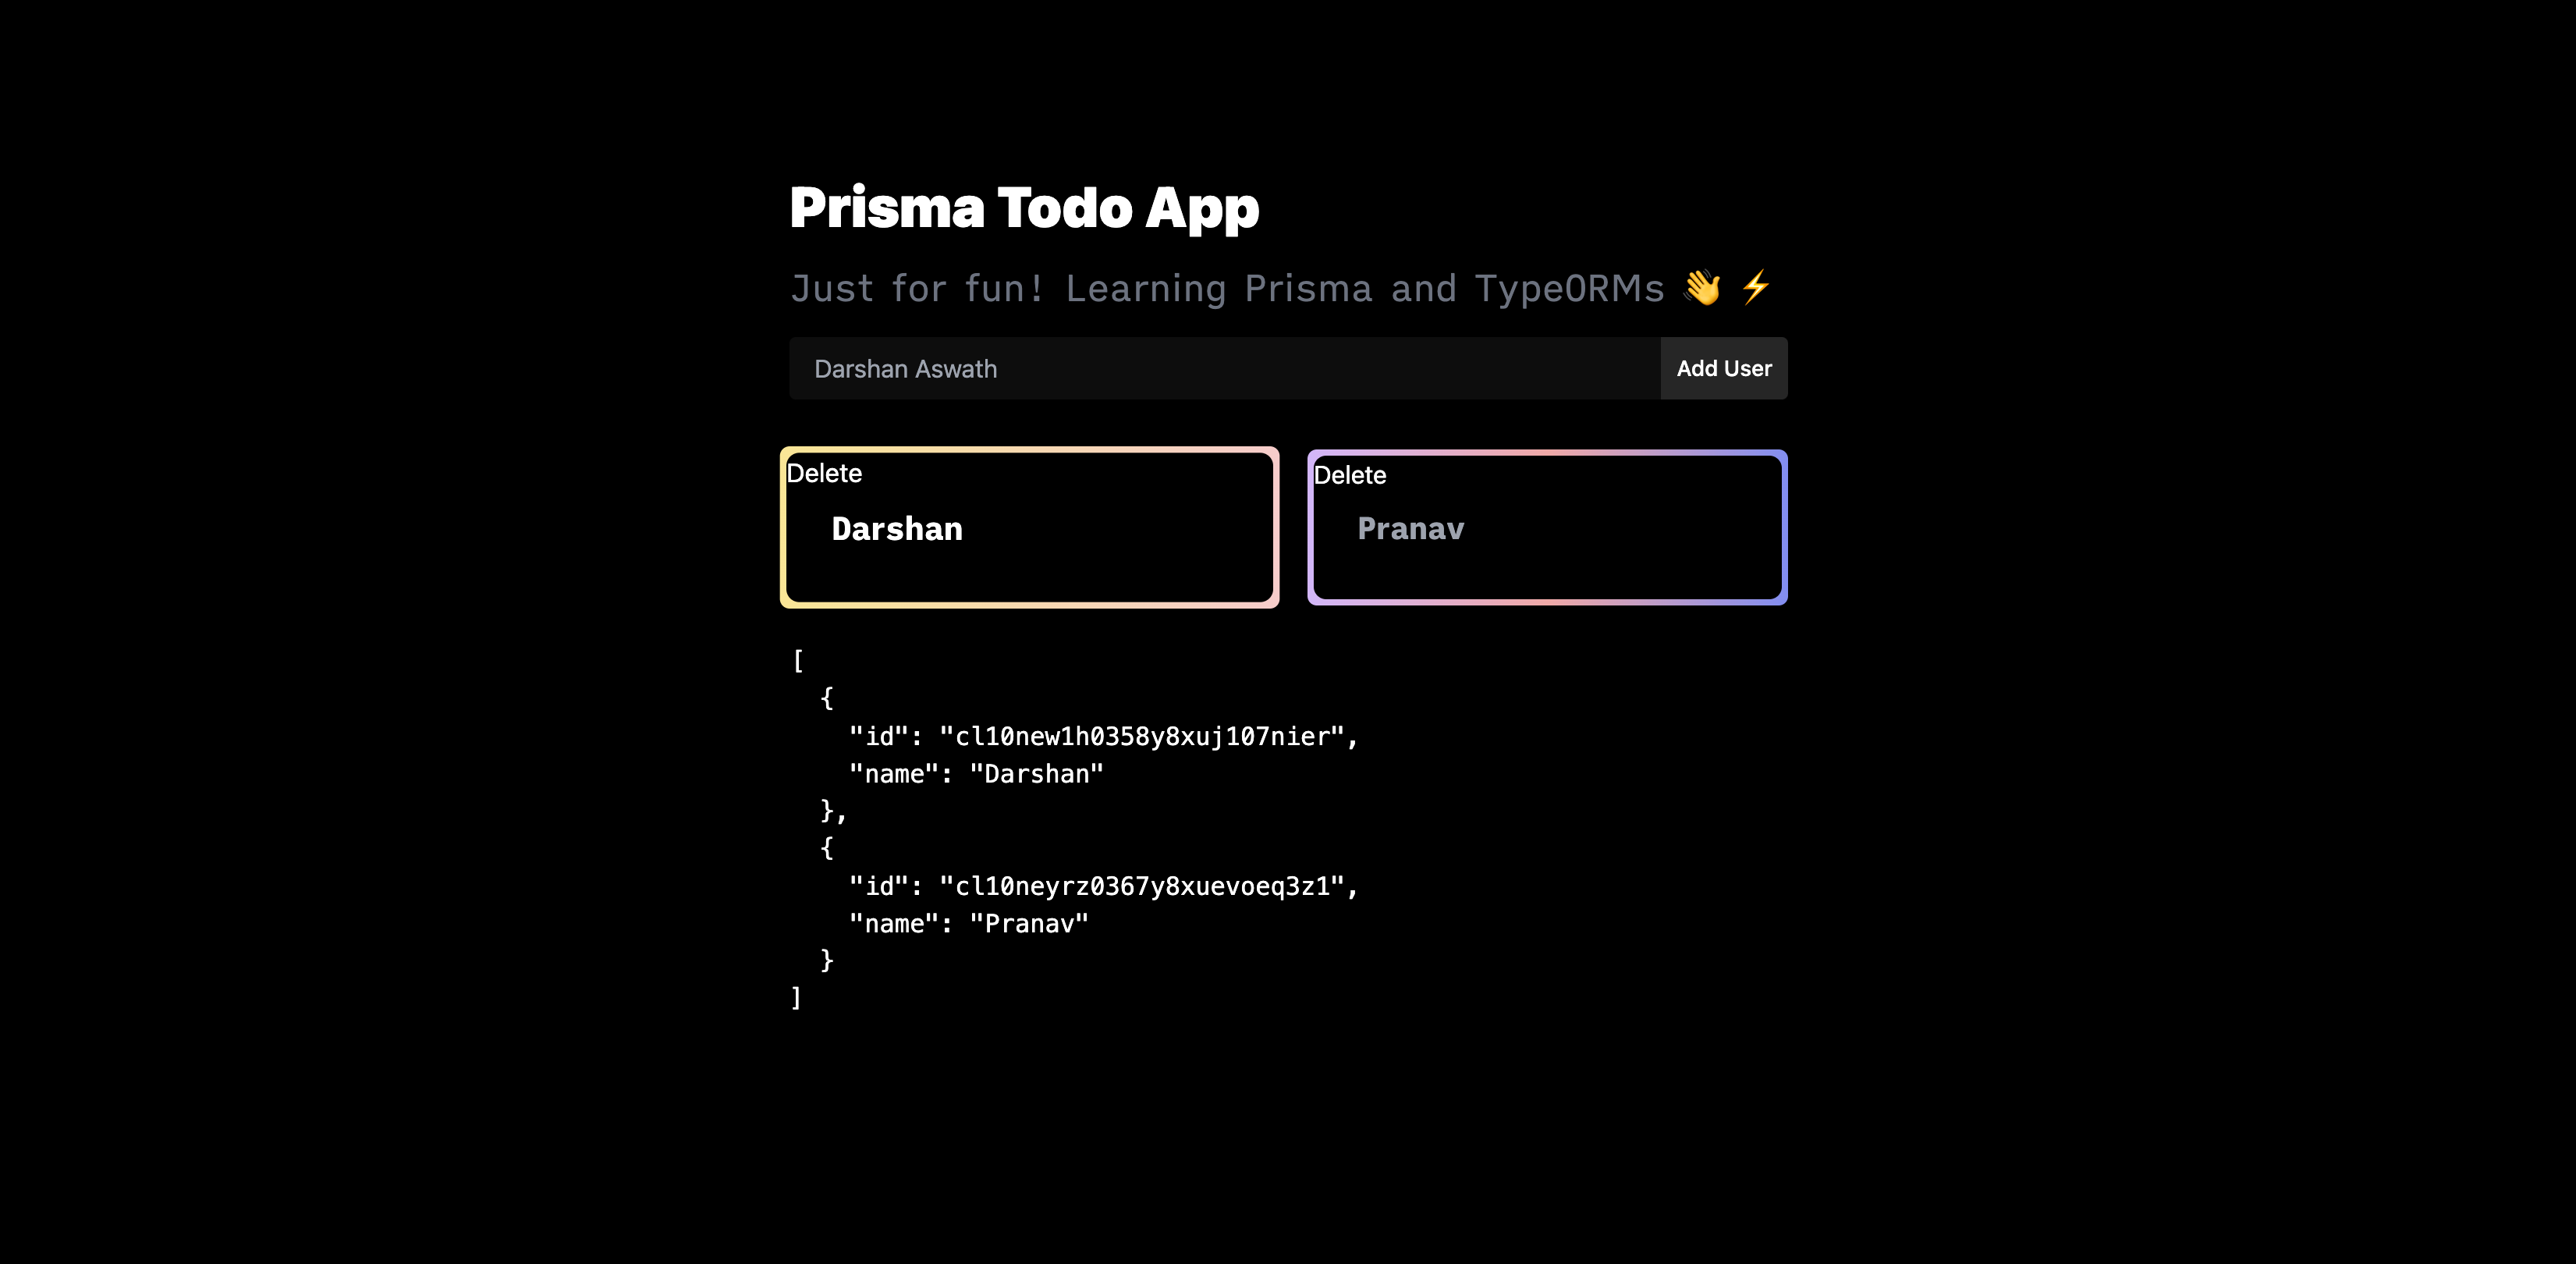 Prisma Todo App
Just for fun! Learning Prisma and TypeORMs 👋 ⚡
Darshan Aswath
Add User
Delete
Darshan
Delete
Pranav
[
  {
    "id": "cl10new1h0358y8xuj107nier",
    "name": "Darshan"
  },
  {
    "id": "cl10neyrz0367y8xuevoeq3z1",
    "name": "Pranav"
  }
]